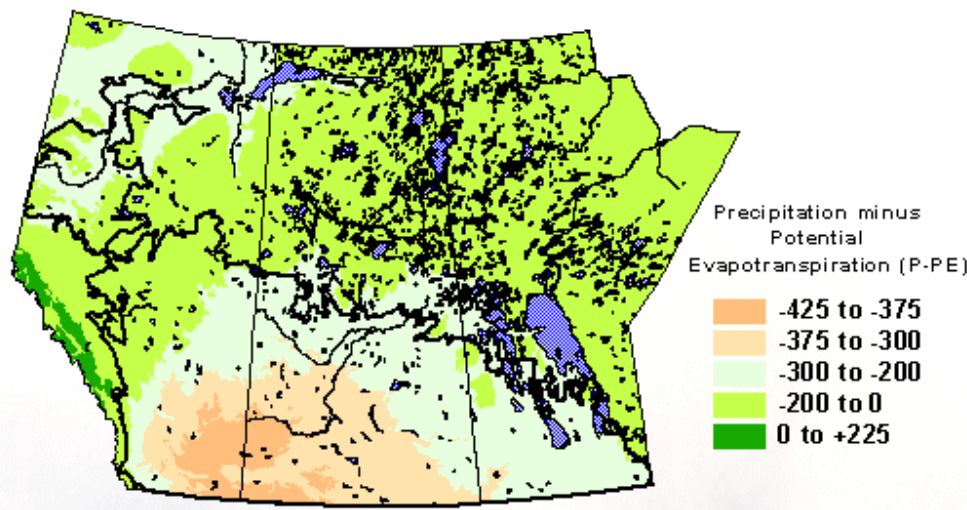 Precipitation minus
Potential
Evapotranspiration (P-PE)
-425 to -375
-375 to -300
-300 to -200
-200 to 0
0 to +225